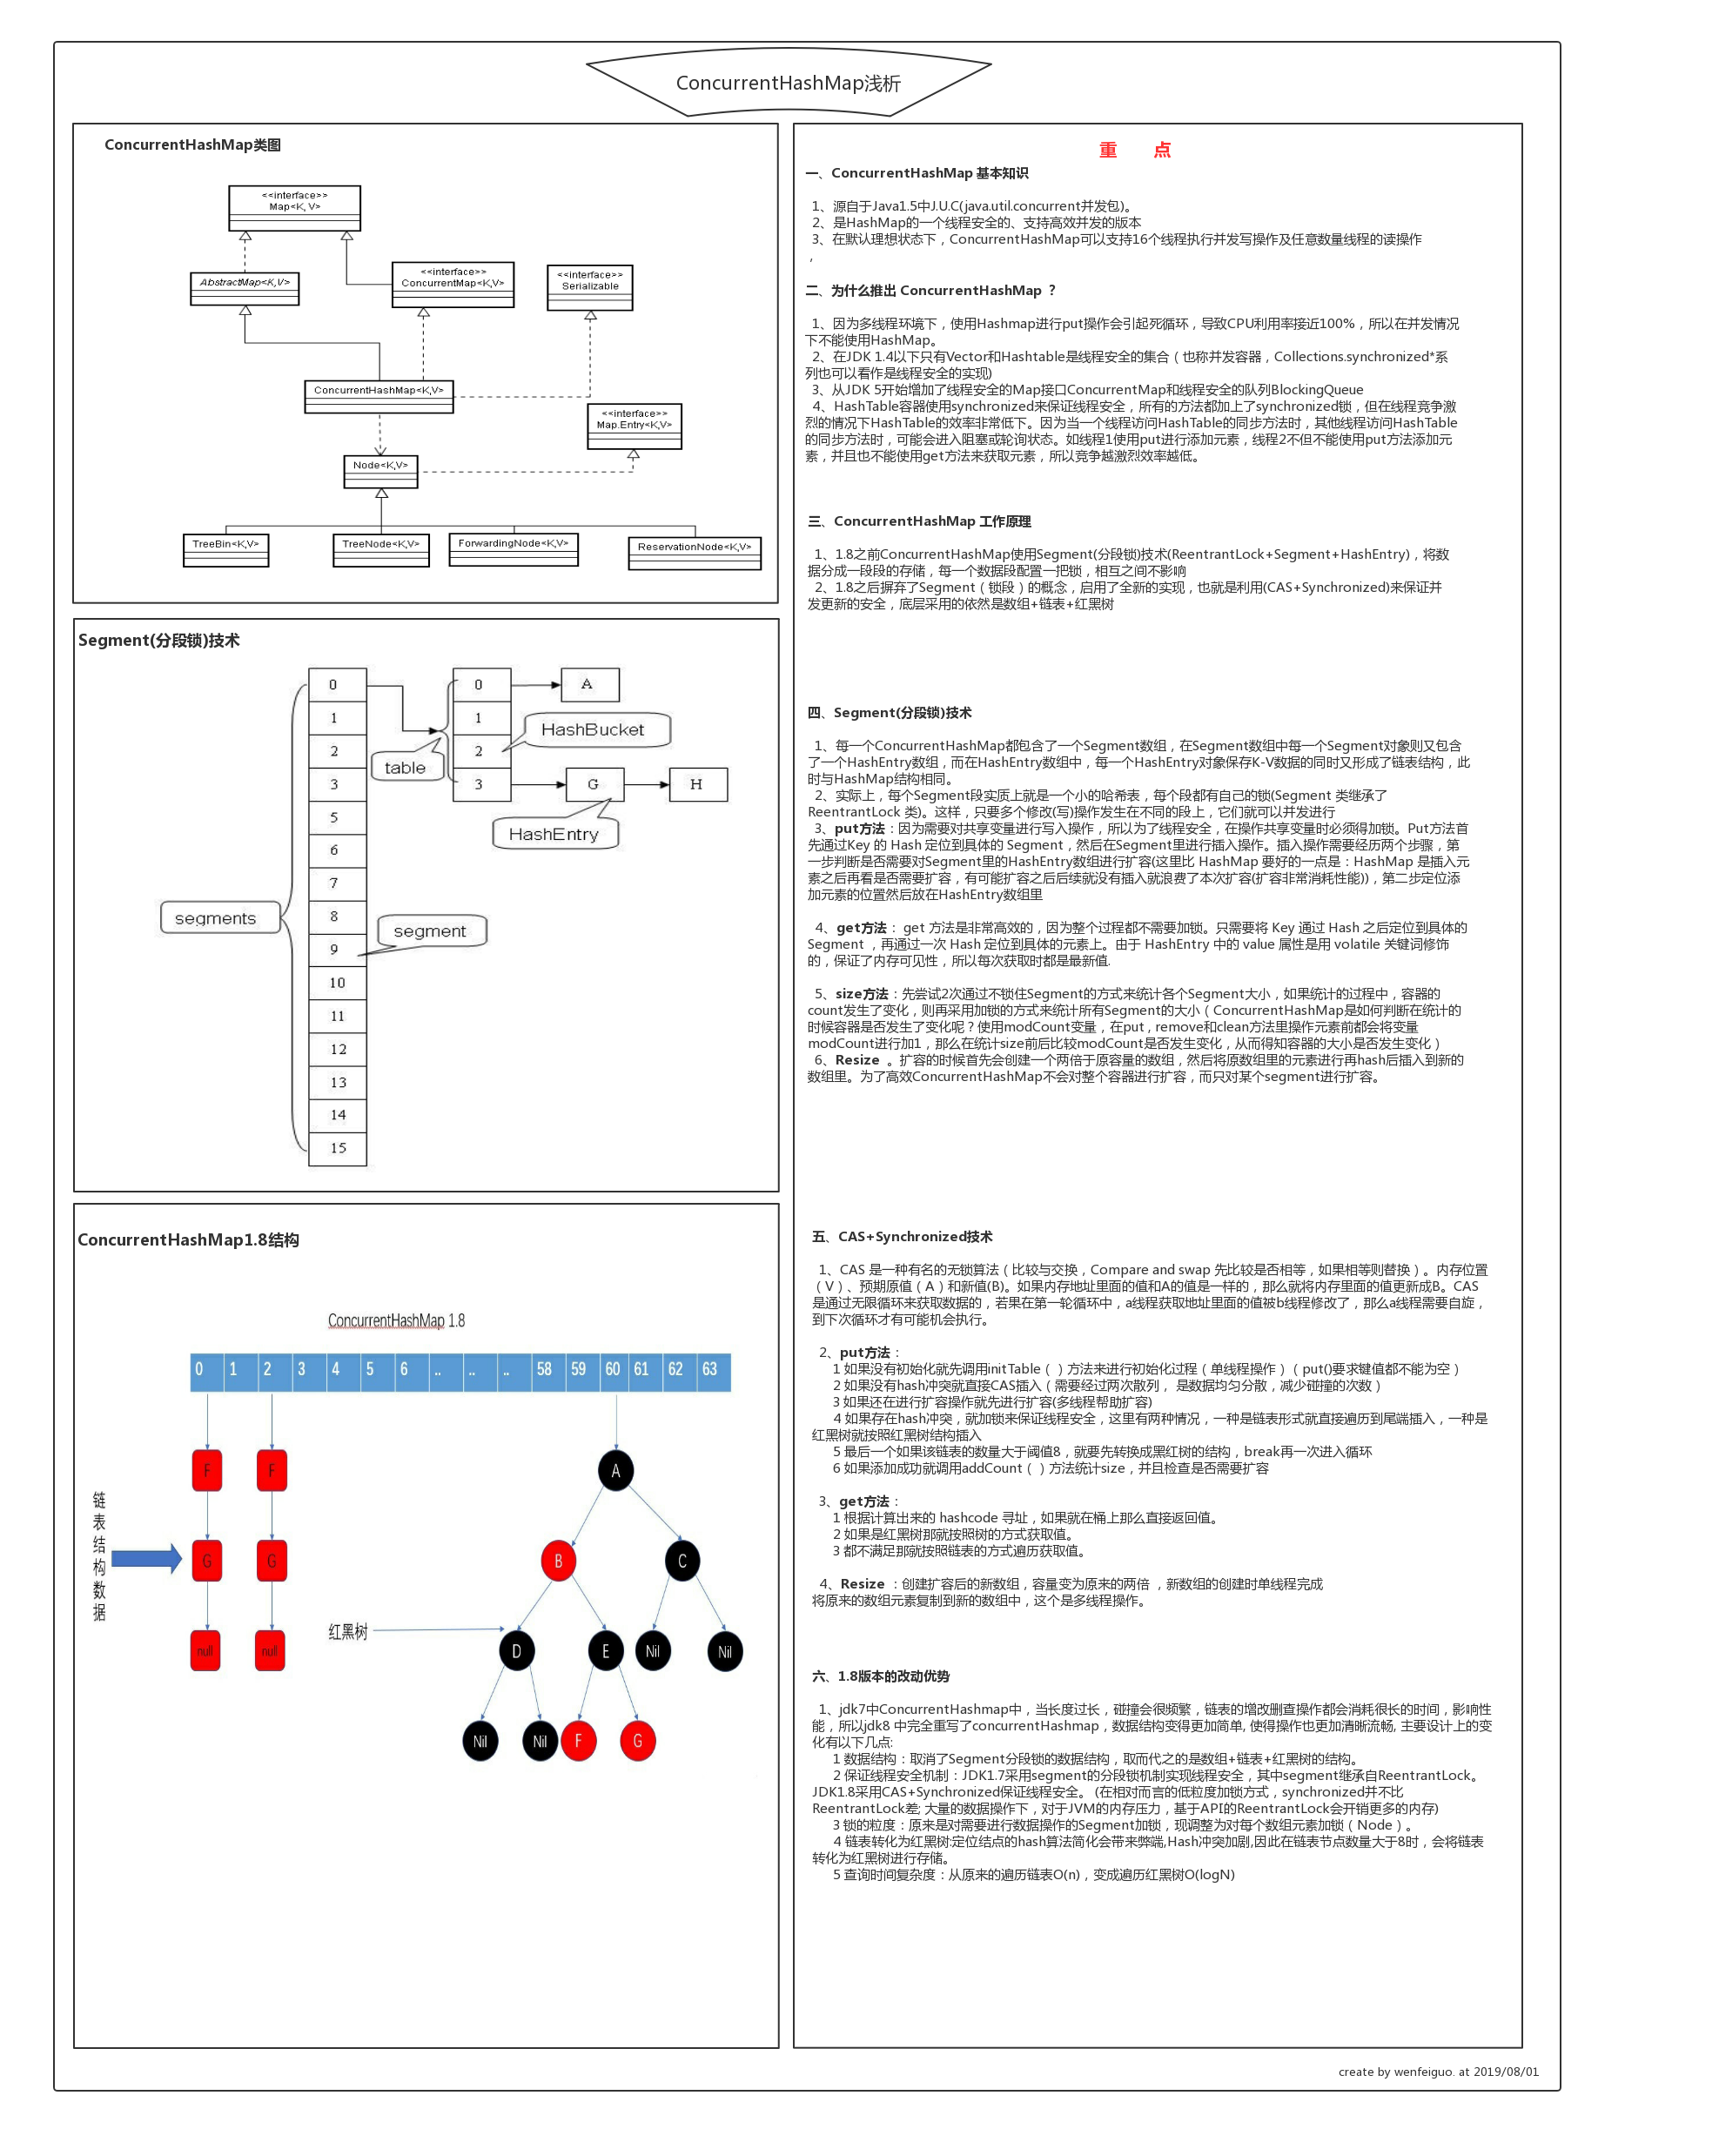 ConcurrentHashMap浅析
ConcurrentHashMap类图
<<interface>>
Map<K, V>
AbstractMap<K,V>
<<interface>>
ConcurrentMap<K,V>
<<interface>>
Serializable
ConcurrentHashMap<K,V>
<<interface>>
Map.Entry<K,V>
Node<K,V>
TreeBin<K,V>
TreeNode<K,V>
ForwardingNode<K,V>
ReservationNode<K,V>
Segment(分段锁)技术
0
1
2
3
5
6
7
8
9
10
11
12
13
14
15
segments
segment
table
0
1
2
3
HashBucket
A
G
H
HashEntry
ConcurrentHashMap1.8结构
ConcurrentHashMap 1.8
0 1 2 3 4 5 6 .. .. .. 58 59 60 61 62 63
链表结构数据
F
G
null
F
G
null
红黑树
A
B
C
D
E
Nil
Nil
Nil
Nil
F
G
重 点
一、ConcurrentHashMap 基本知识
1、源自于Java1.5中J.U.C(java.util.concurrent并发包)。
2、是HashMap的一个线程安全的、支持高效并发的版本
3、在默认理想状态下，ConcurrentHashMap可以支持16个线程执行并发写操作及任意数量线程的读操作
，
二、为什么推出 ConcurrentHashMap ？
1、因为多线程环境下，使用Hashmap进行put操作会引起死循环，导致CPU利用率接近100%，所以在并发情况
下不能使用HashMap。
2、在JDK 1.4以下只有Vector和Hashtable是线程安全的集合（也称并发容器，Collections.synchronized*系
列也可以看作是线程安全的实现)
3、从JDK 5开始增加了线程安全的Map接口ConcurrentMap和线程安全的队列BlockingQueue
4、HashTable容器使用synchronized来保证线程安全，所有的方法都加上了synchronized锁，但在线程竞争激
烈的情况下HashTable的效率非常低下。因为当一个线程访问HashTable的同步方法时，其他线程访问HashTable
的同步方法时，可能会进入阻塞或轮询状态。如线程1使用put进行添加元素，线程2不但不能使用put方法添加元
素，并且也不能使用get方法来获取元素，所以竞争越激烈效率越低。
三、ConcurrentHashMap 工作原理
1、1.8之前ConcurrentHashMap使用Segment(分段锁)技术(ReentrantLock+Segment+HashEntry)，将数
据分成一段段的存储，每一个数据段配置一把锁，相互之间不影响
2、1.8之后摒弃了Segment（锁段）的概念，启用了全新的实现，也就是利用(CAS+Synchronized)来保证并
发更新的安全，底层采用的依然是数组+链表+红黑树
四、Segment(分段锁)技术
1、每一个ConcurrentHashMap都包含了一个Segment数组，在Segment数组中每一个Segment对象则又包含
了一个HashEntry数组，而在HashEntry数组中，每一个HashEntry对象保存K-V数据的同时又形成了链表结构，此
时与HashMap结构相同。
2、实际上，每个Segment段实质上就是一个小的哈希表，每个段都有自己的锁(Segment 类继承了
ReentrantLock 类)。这样，只要多个修改(写)操作发生在不同的段上，它们就可以并发进行
3、put方法：因为需要对共享变量进行写入操作，所以为了线程安全，在操作共享变量时必须得加锁。Put方法首
先通过Key 的 Hash 定位到具体的 Segment，然后在Segment里进行插入操作。插入操作需要经历两个步骤，第
一步判断是否需要对Segment里的HashEntry数组进行扩容(这里比 HashMap 要好的一点是：HashMap 是插入元
素之后再看是否需要扩容，有可能扩容之后后续就没有插入就浪费了本次扩容(扩容非常消耗性能))，第二步定位添
加元素的位置然后放在HashEntry数组里
4、get方法： get 方法是非常高效的，因为整个过程都不需要加锁。只需要将 Key 通过 Hash 之后定位到具体的
Segment ，再通过一次 Hash 定位到具体的元素上。由于 HashEntry 中的 value 属性是用 volatile 关键词修饰
的，保证了内存可见性，所以每次获取时都是最新值.
5、size方法：先尝试2次通过不锁住Segment的方式来统计各个Segment大小，如果统计的过程中，容器的
count发生了变化，则再采用加锁的方式来统计所有Segment的大小（ConcurrentHashMap是如何判断在统计的
时候容器是否发生了变化呢？使用modCount变量，在put , remove和clean方法里操作元素前都会将变量
modCount进行加1，那么在统计size前后比较modCount是否发生变化，从而得知容器的大小是否发生变化）
6、Resize 。扩容的时候首先会创建一个两倍于原容量的数组，然后将原数组里的元素进行再hash后插入到新的
数组里。为了高效ConcurrentHashMap不会对整个容器进行扩容，而只对某个segment进行扩容。
五、CAS+Synchronized技术
1、CAS 是一种有名的无锁算法（比较与交换，Compare and swap 先比较是否相等，如果相等则替换）。内存位置
（V）、预期原值（A）和新值(B)。如果内存地址里面的值和A的值是一样的，那么就将内存里面的值更新成B。CAS
是通过无限循环来获取数据的，若果在第一轮循环中，a线程获取地址里面的值被b线程修改了，那么a线程需要自旋，
到下次循环才有可能机会执行。
2、put方法：
1 如果没有初始化就先调用initTable（）方法来进行初始化过程（单线程操作）（put()要求键值都不能为空）
2 如果没有hash冲突就直接CAS插入（需要经过两次散列， 是数据均匀分散，减少碰撞的次数）
3 如果还在进行扩容操作就先进行扩容(多线程帮助扩容)
4 如果存在hash冲突，就加锁来保证线程安全，这里有两种情况，一种是链表形式就直接遍历到尾端插入，一种是
红黑树就按照红黑树结构插入
5 最后一个如果该链表的数量大于阈值8，就要先转换成黑红树的结构，break再一次进入循环
6 如果添加成功就调用addCount（）方法统计size，并且检查是否需要扩容
3、get方法：
1 根据计算出来的 hashcode 寻址，如果就在桶上那么直接返回值。
2 如果是红黑树那就按照树的方式获取值。
3 都不满足那就按照链表的方式遍历获取值。
4、Resize ：创建扩容后的新数组，容量变为原来的两倍 ，新数组的创建时单线程完成
将原来的数组元素复制到新的数组中，这个是多线程操作。
六、1.8版本的改动优势
1、jdk7中ConcurrentHashmap中，当长度过长，碰撞会很频繁，链表的增改删查操作都会消耗很长的时间，影响性
能，所以jdk8 中完全重写了concurrentHashmap，数据结构变得更加简单, 使得操作也更加清晰流畅, 主要设计上的变
化有以下几点:
1 数据结构：取消了Segment分段锁的数据结构，取而代之的是数组+链表+红黑树的结构。
2 保证线程安全机制：JDK1.7采用segment的分段锁机制实现线程安全，其中segment继承自ReentrantLock。
JDK1.8采用CAS+Synchronized保证线程安全。 (在相对而言的低粒度加锁方式，synchronized并不比
ReentrantLock差; 大量的数据操作下，对于JVM的内存压力，基于API的ReentrantLock会开销更多的内存)
3 锁的粒度：原来是对需要进行数据操作的Segment加锁，现调整为对每个数组元素加锁（Node）。
4 链表转化为红黑树:定位结点的hash算法简化会带来弊端,Hash冲突加剧,因此在链表节点数量大于8时，会将链表
转化为红黑树进行存储。
5 查询时间复杂度：从原来的遍历链表O(n)，变成遍历红黑树O(logN)
create by wenfeiguo. at 2019/08/01